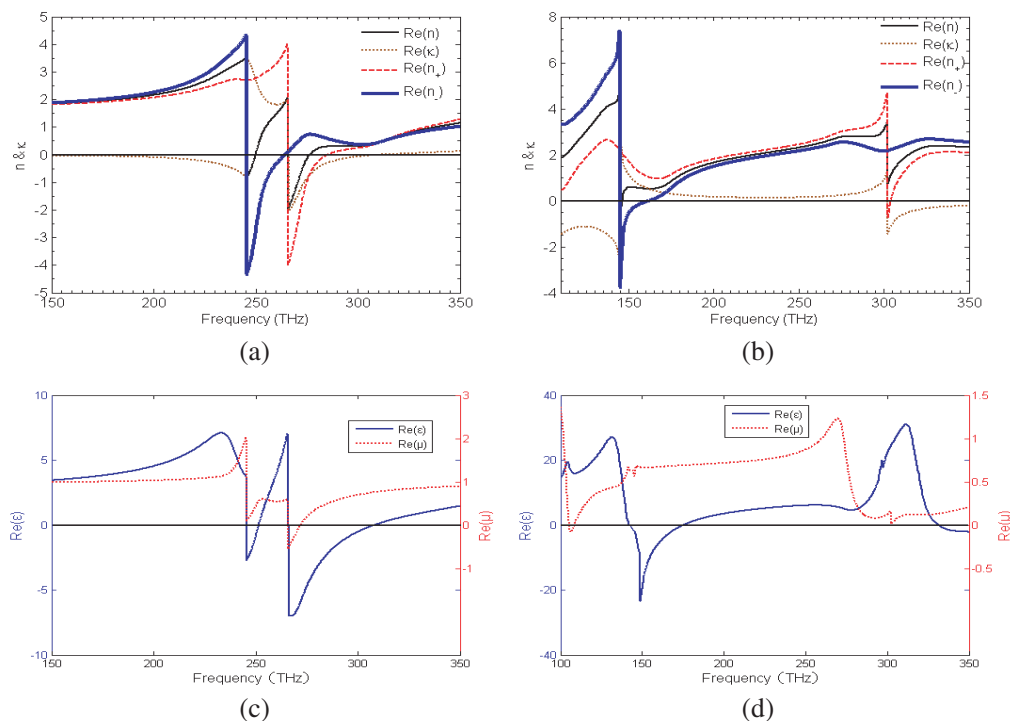 5
4
3
2
1
0
1
2
3
4
5
150
200
250
300
350
n & κ
Frequency (THz)
Re(n)
Re(κ)
Re(n+)
Re(n-)
(a)
8
6
4
2
0
2
4
150
200
250
300
350
n & κ
Frequency (THz)
Re(n)
Re(κ)
Re(n+)
Re(n-)
(b)
10
5
0
-5
-10
3
2
1
0
-1
150
200
250
300
350
Re(ε)
Re(μ)
Frequency (THz)
Re(ε)
Re(μ)
(c)
40
20
0
-20
-40
1.5
1
0.5
0
-0.5
100
150
200
250
300
350
Re(ε)
Re(μ)
Frequency (THz)
Re(ε)
Re(μ)
(d)